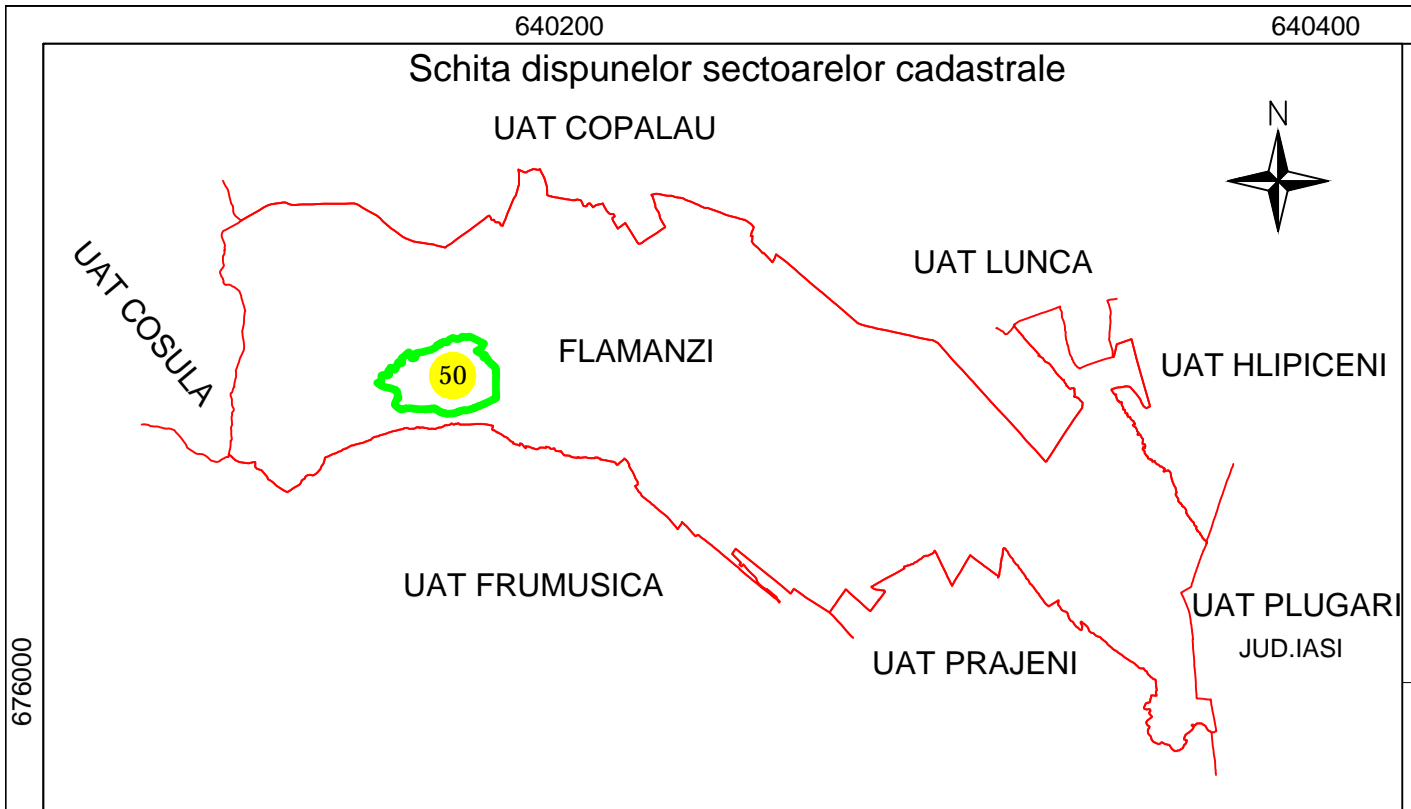 640200
640400
Schita dispunelor sectoarelor cadastrale
UAT COPALAU
N
UAT LUNCA
UAT COSULA
FLAMANZI
UAT HLIPICENI
50
UAT FRUMUSICA
UAT PLUGARI
JUD.IASI
UAT PRAJENI
676000